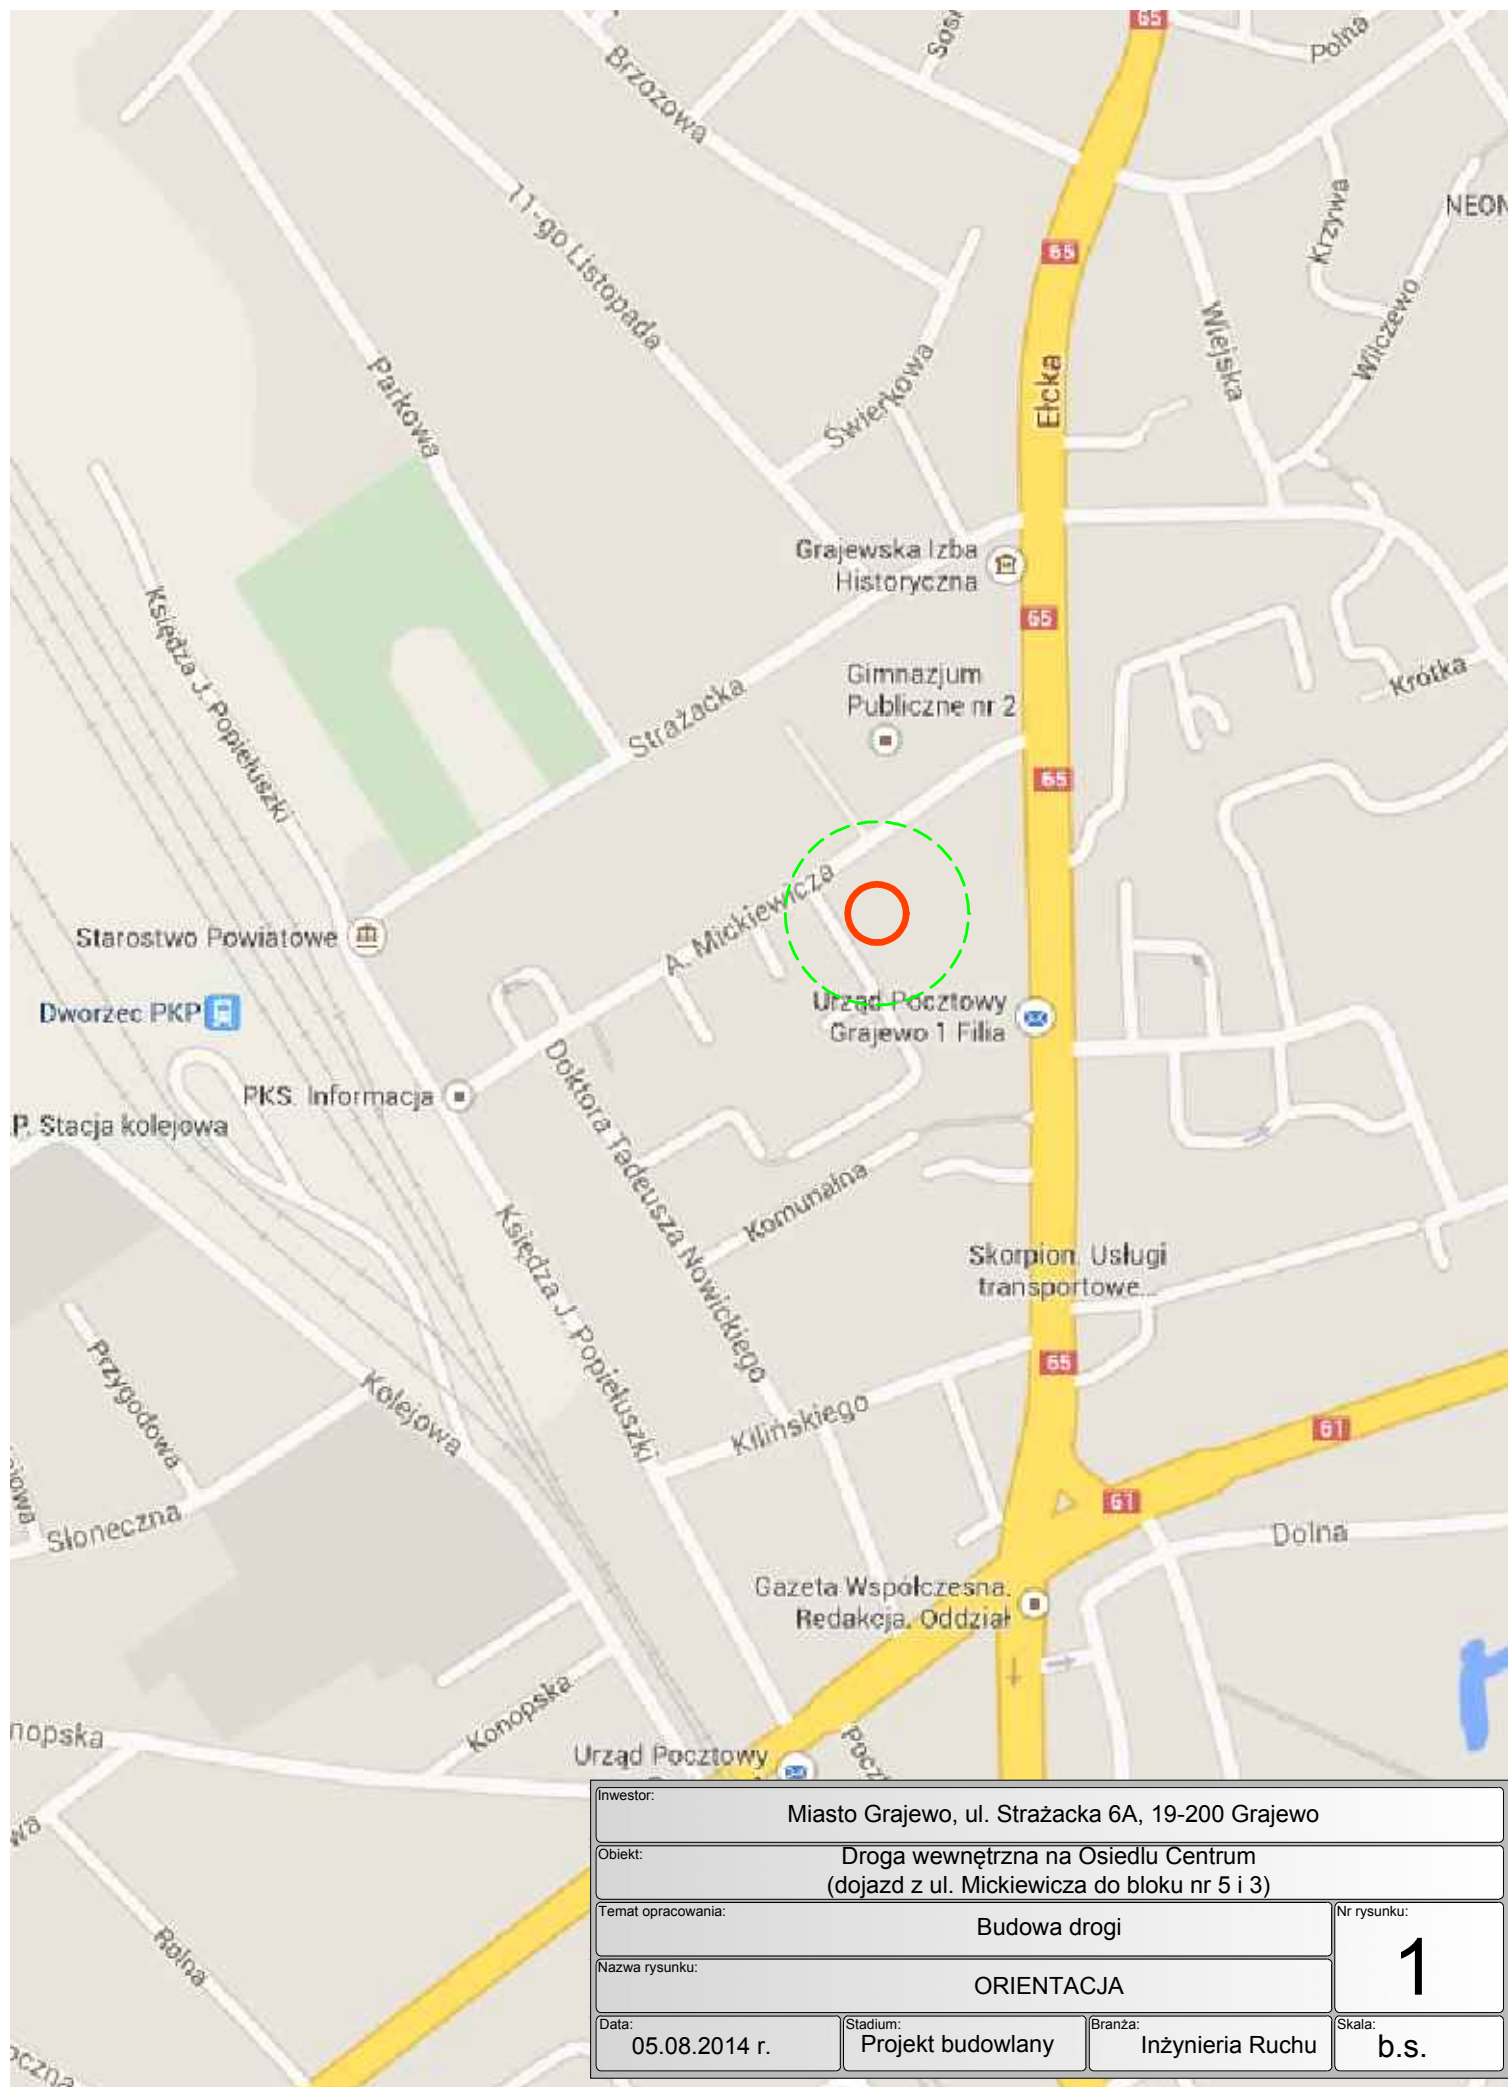 65
Polna
Brzozowa
11-go Listopada
Krzywa
NEON
65
Wiejska
Wilczewo
Parkowa
Świerkowa
Ełcka
Grajewska Izba
Historyczna
65
Księdza J. Popiełuszki
Strażacka
Gimnazjum
Publiczne nr 2
Krótka
65
A. Mickiewicza
Starostwo Powiatowe
Dworzec PKP
Urząd Pocztowy
Grajewo 1 Filia
PKS. Informacja
P. Stacja kolejowa
Doktora Tadeusza Nowickiego
Komunalna
Księdza J. Popiełuszki
Skorpion. Usługi
transportowe...
Przygodowa
Kolejowa
65
Kilińskiego
61
61
Słoneczna
Dolna
Gazeta Współczesna.
Redakcja. Oddział
Konopska
nopska
Urząd Pocztowy
Poczt
Rolna
Inwestor:
Miasto Grajewo, ul. Strażacka 6A, 19-200 Grajewo
Obiekt:
Droga wewnętrzna na Osiedlu Centrum
(dojazd z ul. Mickiewicza do bloku nr 5 i 3)
Temat opracowania:
Budowa drogi
Nr rysunku:
1
Nazwa rysunku:
ORIENTACJA
Data:
05.08.2014 r.
Stadium:
Projekt budowlany
Branża:
Inżynieria Ruchu
Skala:
b.s.